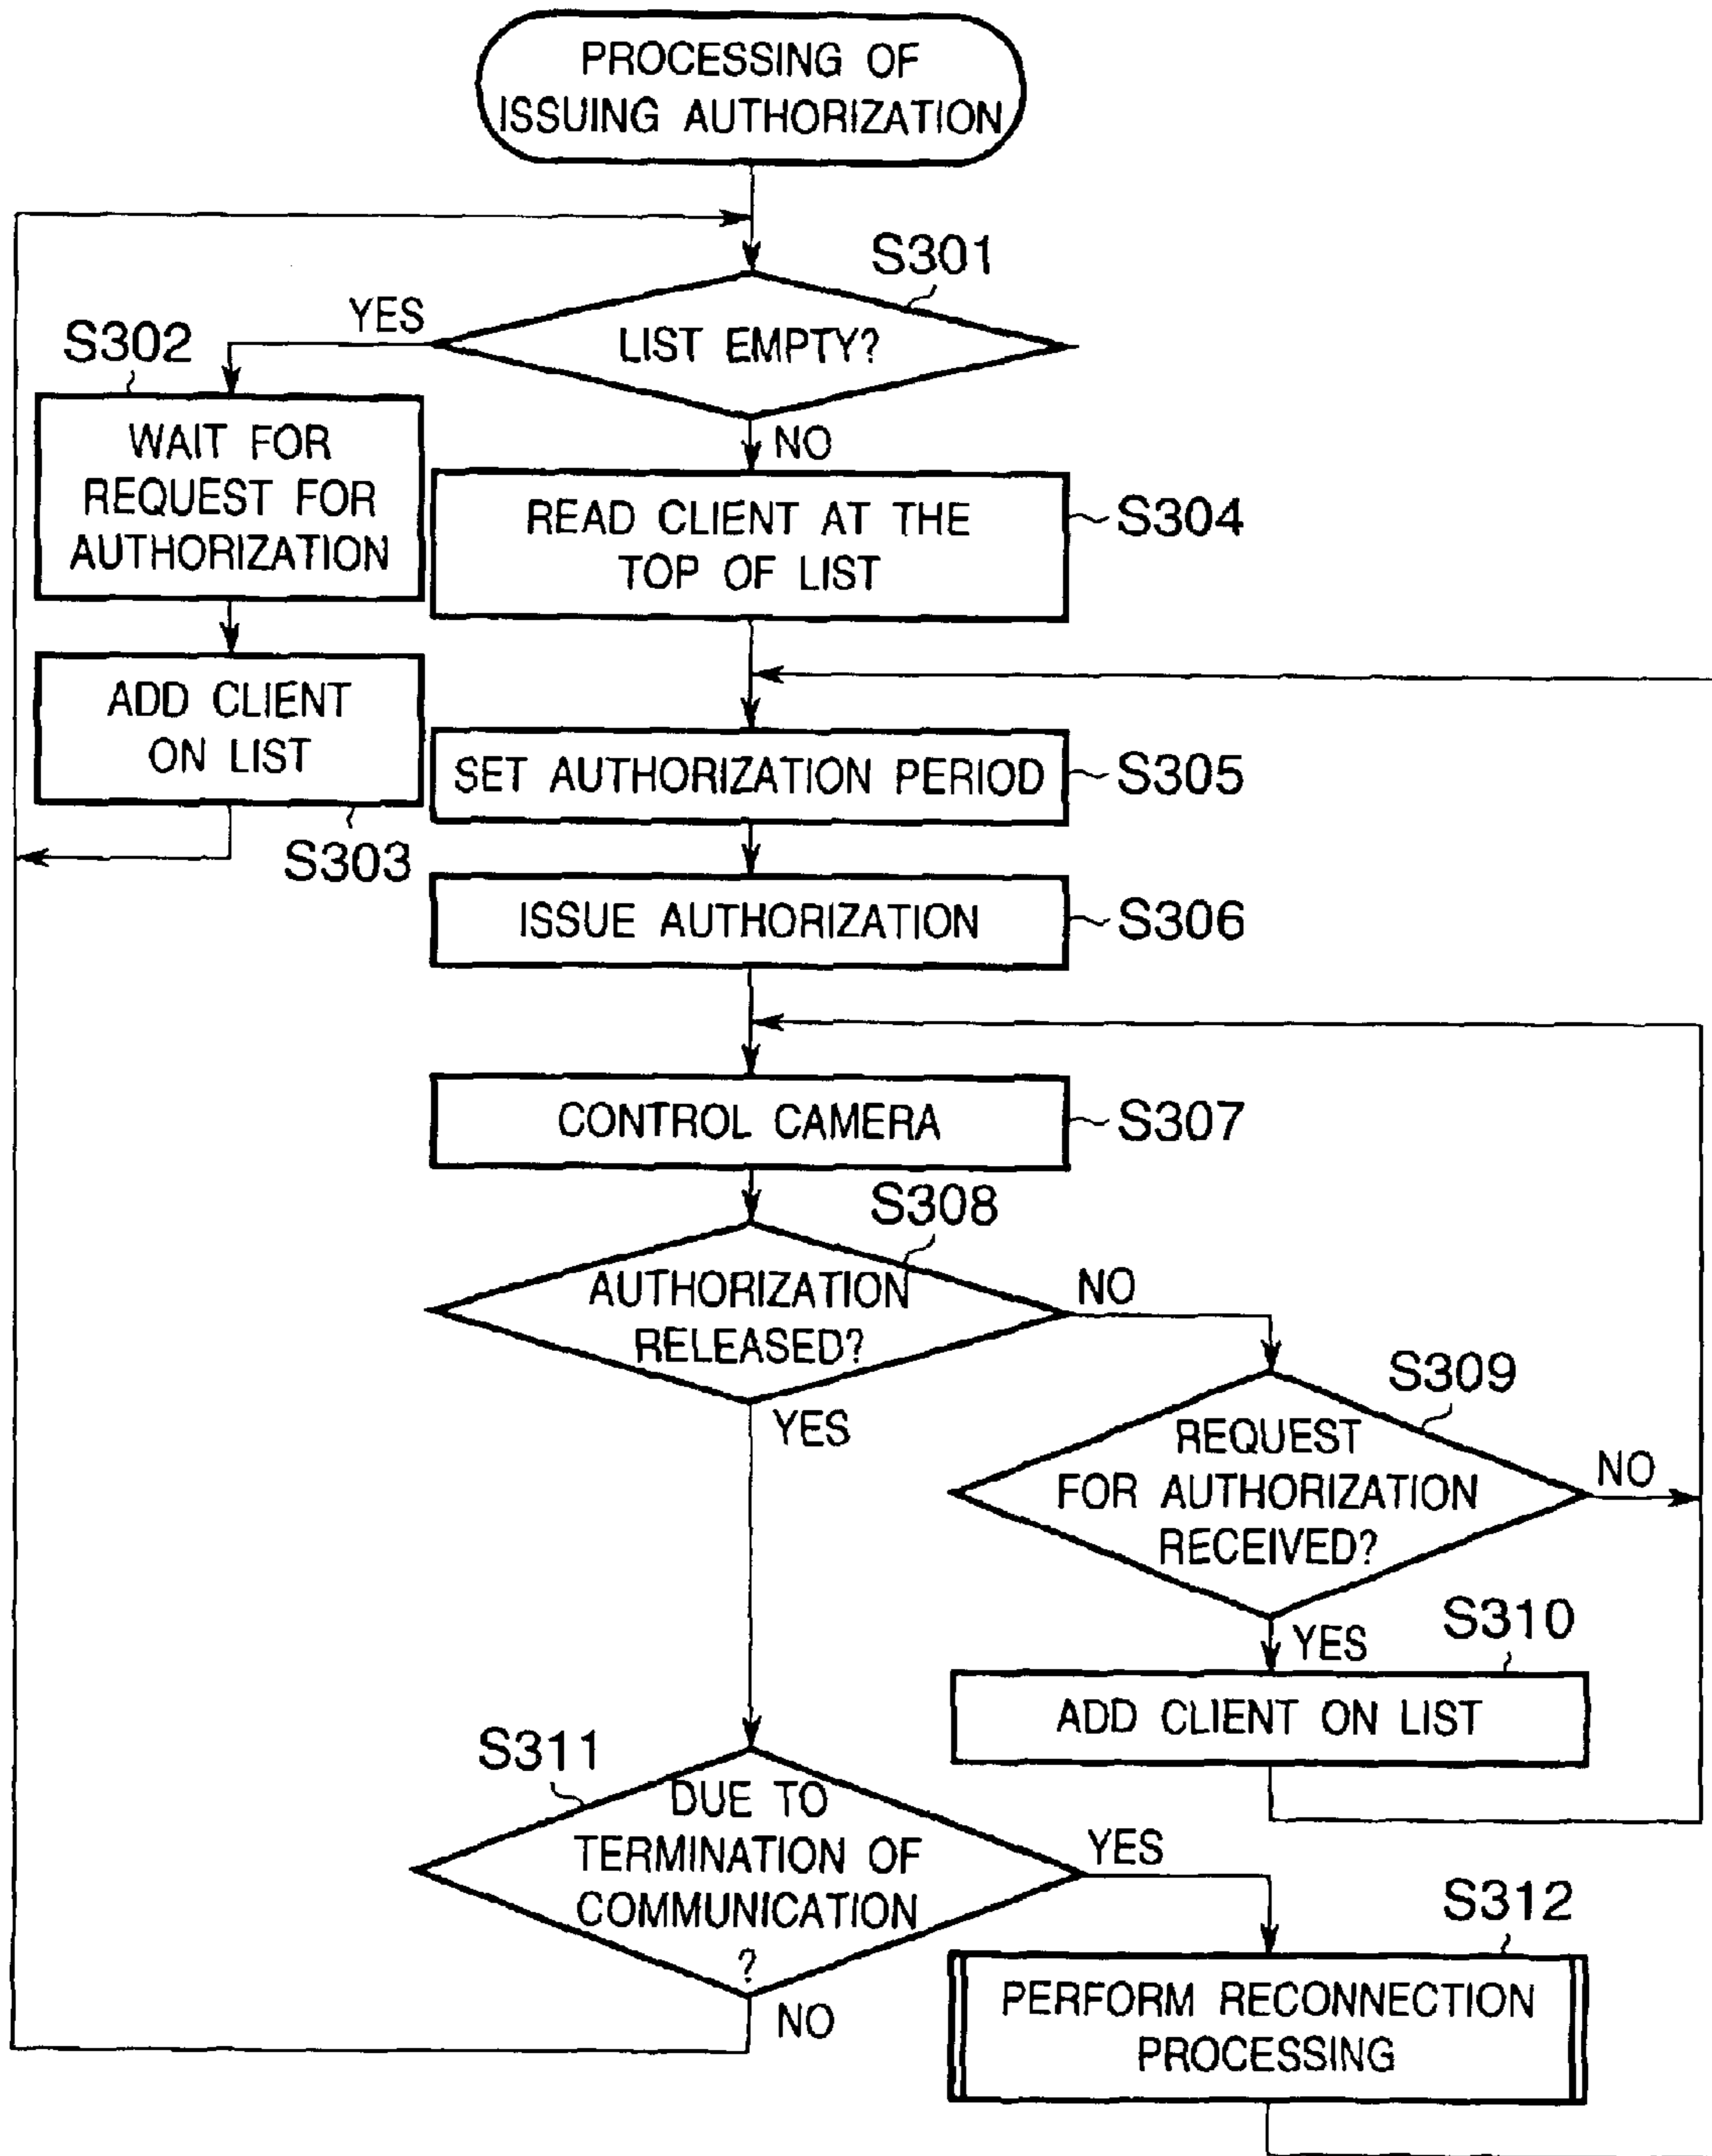 PROCESSING OF
ISSUING AUTHORIZATION
S301
YES
LIST EMPTY?
S302
NO
WAIT FOR
REQUEST FOR
AUTHORIZATION
READ CLIENT AT THE
TOP OF LIST
S304
ADD CLIENT
ON LIST
S303
SET AUTHORIZATION PERIOD
S305
ISSUE AUTHORIZATION
S306
CONTROL CAMERA
S307
S308
AUTHORIZATION
RELEASED?
NO
YES
S309
REQUEST
FOR AUTHORIZATION
RECEIVED?
NO
YES
S310
ADD CLIENT ON LIST
S311
DUE TO
TERMINATION OF
COMMUNICATION
?
YES
NO
S312
PERFORM RECONNECTION
PROCESSING